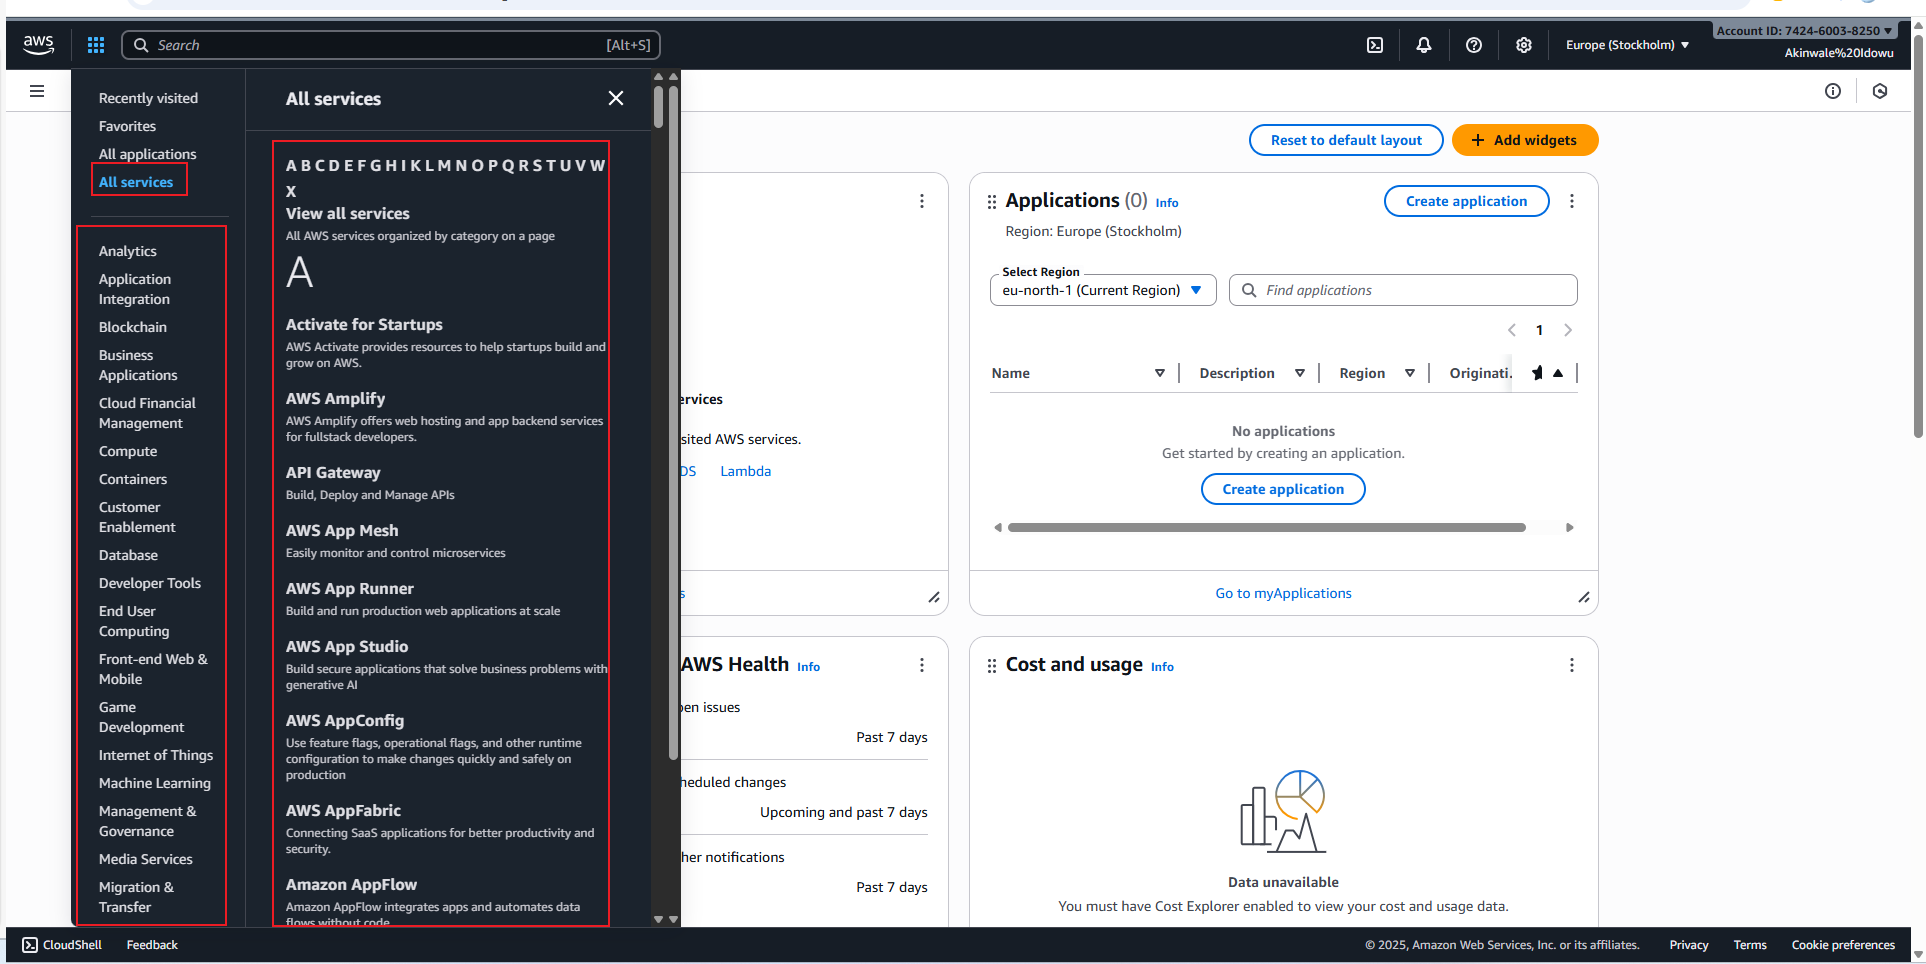 aws
Search
[Alt+S]
Europe (Stockholm)
Account ID: 7424-6003-8250
Akinwale%20Idowu
Recently visited
Favorites
All applications
All services
Analytics
Application
Integration
Blockchain
Business
Applications
Cloud Financial
Management
Compute
Containers
Customer
Enablement
Database
Developer Tools
End User
Computing
Front-end Web &
Mobile
Game
Development
Internet of Things
Machine Learning
Management &
Governance
Media Services
Migration &
Transfer
All services
A B C D E F G H I K L M N O P Q R S T U V W
X
View all services
All AWS services organized by category on a page
A
Activate for Startups
AWS Activate provides resources to help startups build and
grow on AWS.
AWS Amplify
AWS Amplify offers web hosting and app backend services
for fullstack developers.
API Gateway
Build, Deploy and Manage APIs
AWS App Mesh
Easily monitor and control microservices
AWS App Runner
Build and run production web applications at scale
AWS App Studio
Build secure applications that solve business problems with
generative AI
AWS AppConfig
Use feature flags, operational flags, and other runtime
configuration to make changes quickly and safely on
production
AWS AppFabric
Connecting SaaS applications for better productivity and
security.
Amazon AppFlow
Amazon AppFlow integrates apps and automates data
flows without code
Reset to default layout
+ Add widgets
ervices
sited AWS services.
DS Lambda
s
Applications (0) Info
Create application
Region: Europe (Stockholm)
Select Region
eu-north-1 (Current Region)
Find applications
1
Name Description Region Originati
No applications
Get started by creating an application.
Create application
Go to myApplications
AWS Health Info
pen issues
Past 7 days
heduled changes
Upcoming and past 7 days
her notifications
Past 7 days
Cost and usage Info
Data unavailable
You must have Cost Explorer enabled to view your cost and usage data.
CloudShell Feedback
© 2025, Amazon Web Services, Inc. or its affiliates. Privacy Terms Cookie preferences